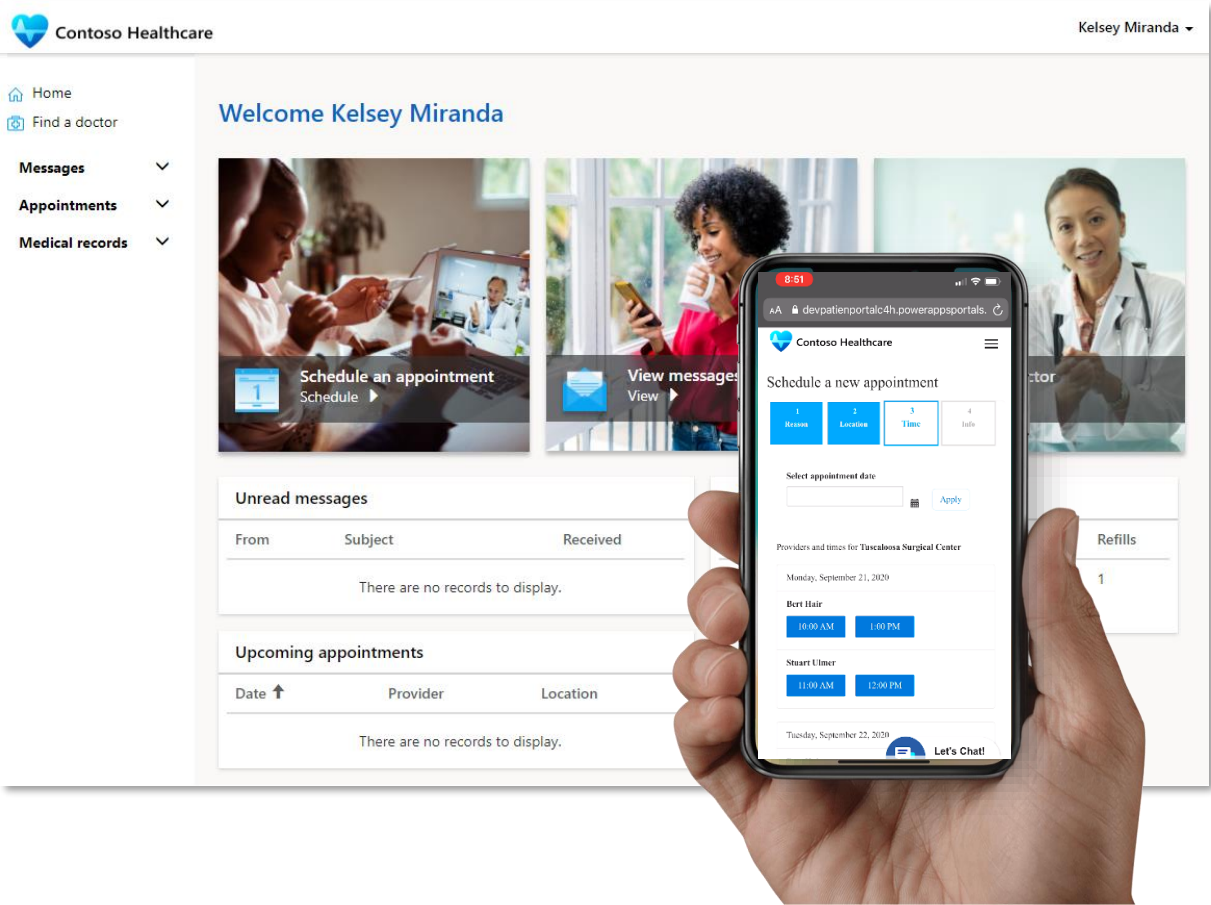 Contoso Healthcare
Kelsey Miranda
Home
Find a doctor
Messages
Appointments
Medical records
Welcome Kelsey Miranda
1
Schedule an appointment
Schedule
View messages
View
ctor
Unread messages
From Subject Received
There are no records to display.
Upcoming appointments
Date Provider Location
There are no records to display.
Refills
1
8:51
AA devpatienportalc4h.powerappsportals.
Contoso Healthcare
Schedule a new appointment
1 2 3 4
Reason Location Time Info
Select appointment date
Apply
Providers and times for Tuscaloosa Surgical Center
Monday, September 21, 2020
Bert Hair
10:00 AM 1:00 PM
Stuart Ulmer
11:00 AM 12:00 PM
Tuesday, September 22, 2020
Let's Chat!